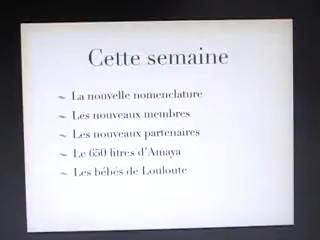 Cette semaine
~ La nouvelle nomenclature
~ Les nouveaux membres
~ Les nouveaux partenaires
~ Le 650 litres d'Amaya
~ Les bébés de Louloute